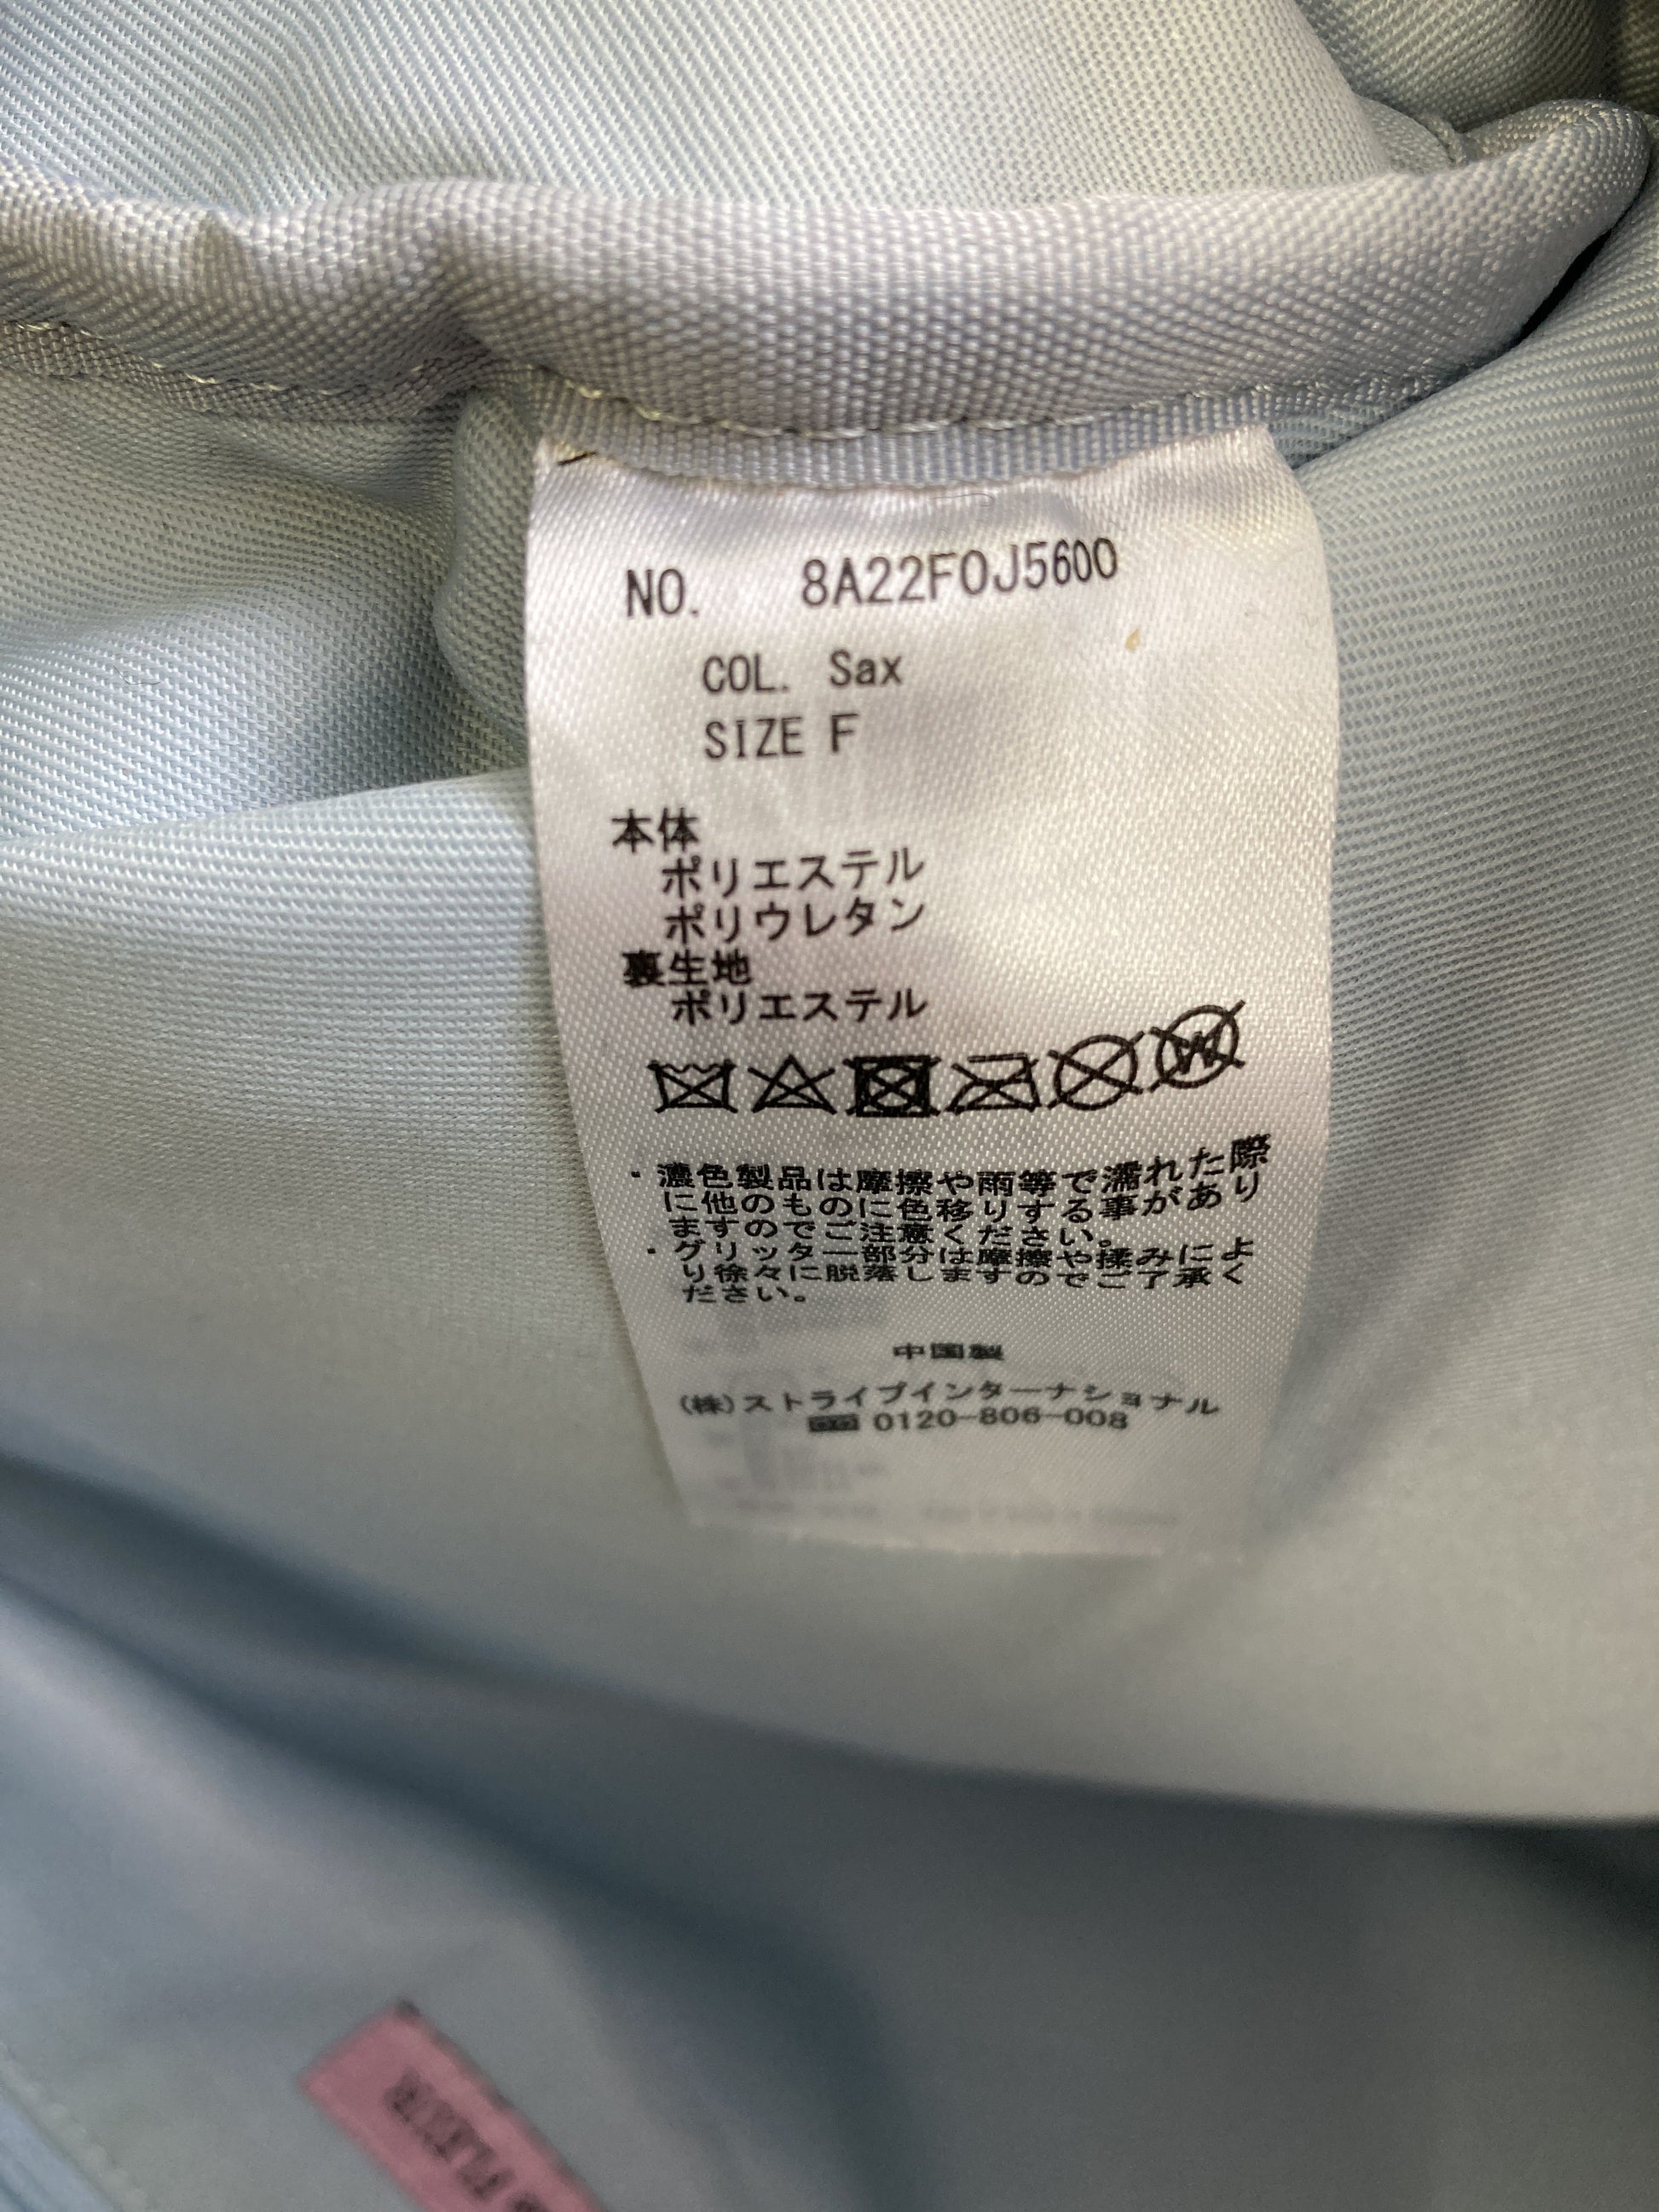 NO. 8A22F0J5600
COL. Sax
SIZE F
本体
ポリエステル
ポリウレタン
裏生地
ポリエステル
W
・濃色製品は摩擦や雨等で濡れた際
に他のものに色移りする事があり
ますのでご注意ください。
・グリッター部分は摩擦や揉みによ
り徐々に脱落しますのでご了承く
ださい。
中国製
(株)ストライプインターナショナル
0120-806-008
FLEUR